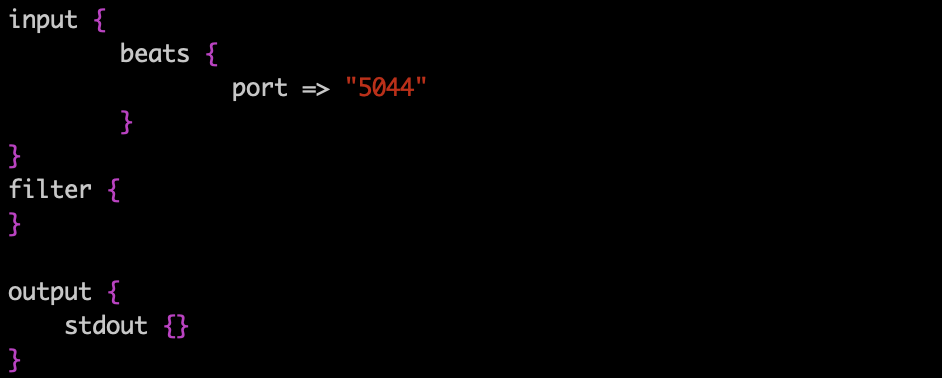 input {
        beats {
                port => "5044"
        }
}
filter {
}

output {
    stdout {}
}